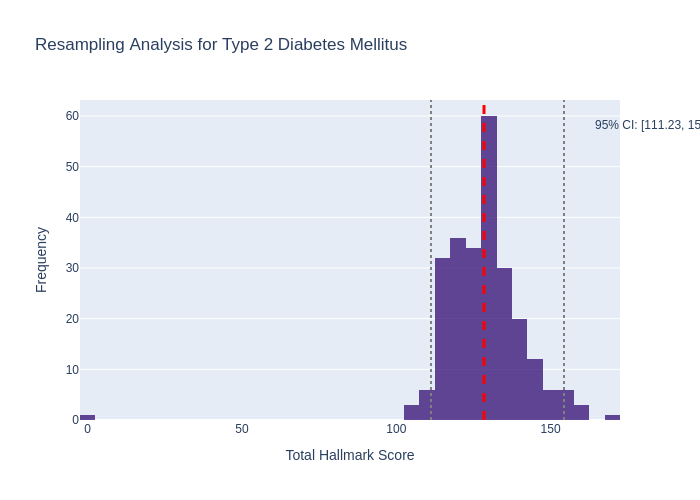 Resampling Analysis for Type 2 Diabetes Mellitus
95% CI: [111.23, 15
60
50
40
30
20
10
0
Frequency
0 50 100 150
Total Hallmark Score